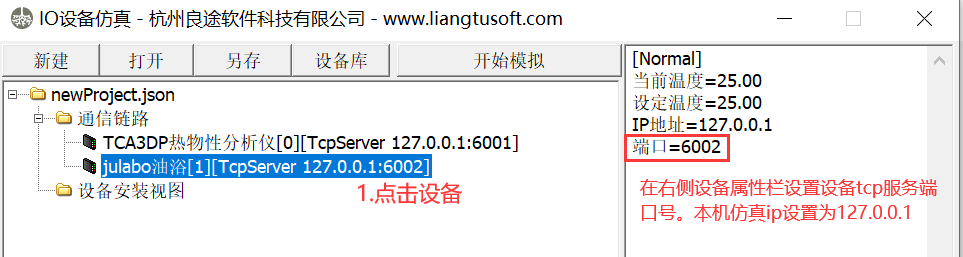 IO设备仿真 - 杭州良途软件科技有限公司 - www.liangtusoft.com
新建 打开 另存 设备库 开始模拟
newProject.json
通信链路
TCA3DP热物性分析仪[0][TcpServer 127.0.0.1:6001]
julabo油浴[1][TcpServer 127.0.0.1:6002]
设备安装视图
1.点击设备
[Normal]
当前温度=25.00
设定温度=25.00
IP地址=127.0.0.1
端口=6002
在右侧设备属性栏设置设备tcp服务端
口号。本机仿真ip设置为127.0.0.1